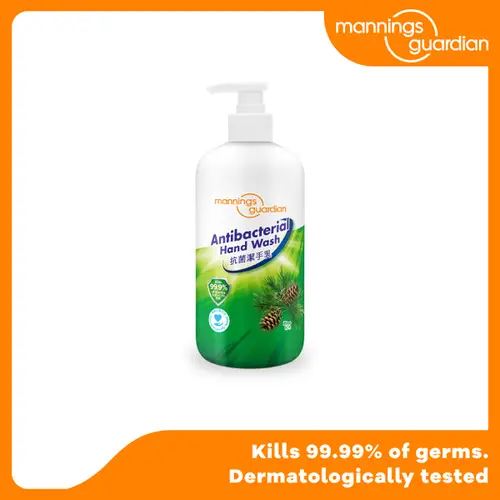 mannings
guardian
mannings
guardian
Antibacterial
Hand Wash
抗菌潔手乳
99.9%
Kills 99.99% of germs.
Dermatologically tested